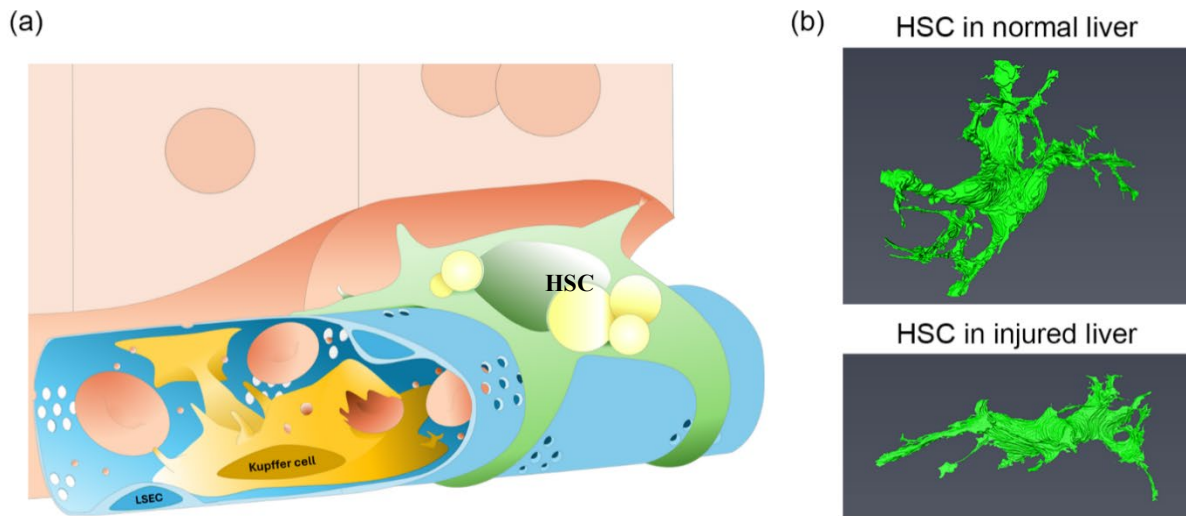 (a)
HSC
Kupffer cell
LSEC
(b)
HSC in normal liver
HSC in injured liver